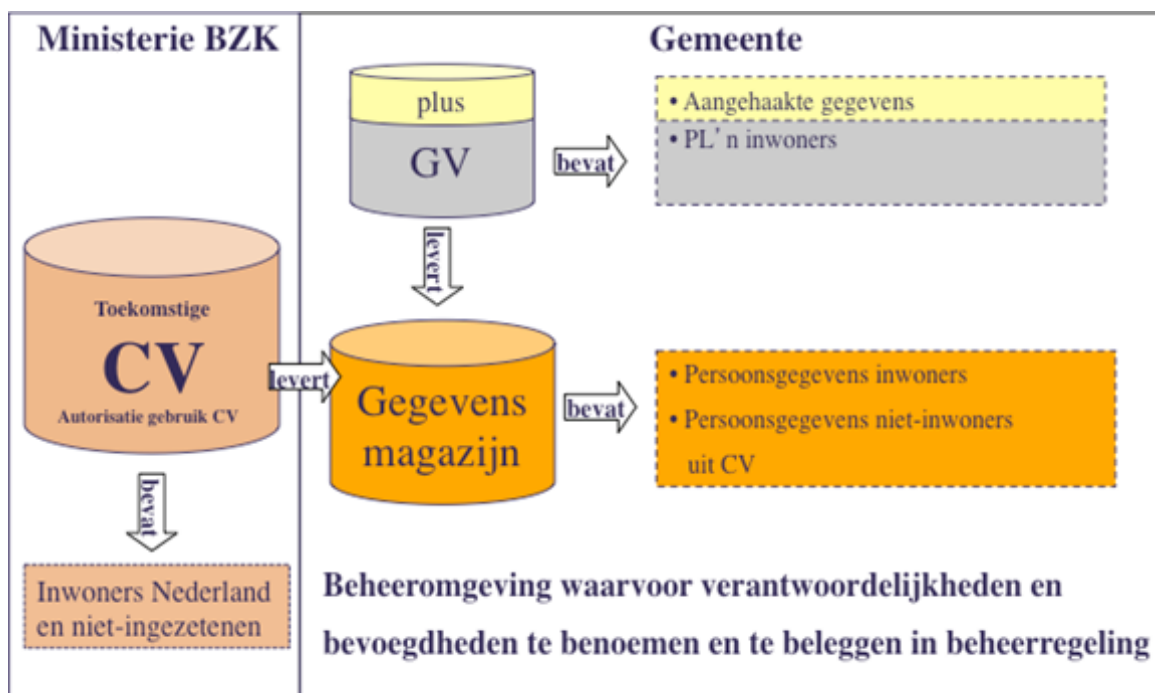 Ministerie BZK
Gemeente
plus
GV
bevat
• Aangehaakte gegevens
• PL'n inwoners
levert
Toekomstige
CV
Autorisatie gebruik CV
levert
Gegevens
magazijn
bevat
• Persoonsgegevens inwoners
• Persoonsgegevens niet-inwoners
uit CV
bevat
Inwoners Nederland
en niet-ingezetenen
Beheeromgeving waarvoor verantwoordelijkheden en
bevoegdheden te benoemen en te beleggen in beheerregeling